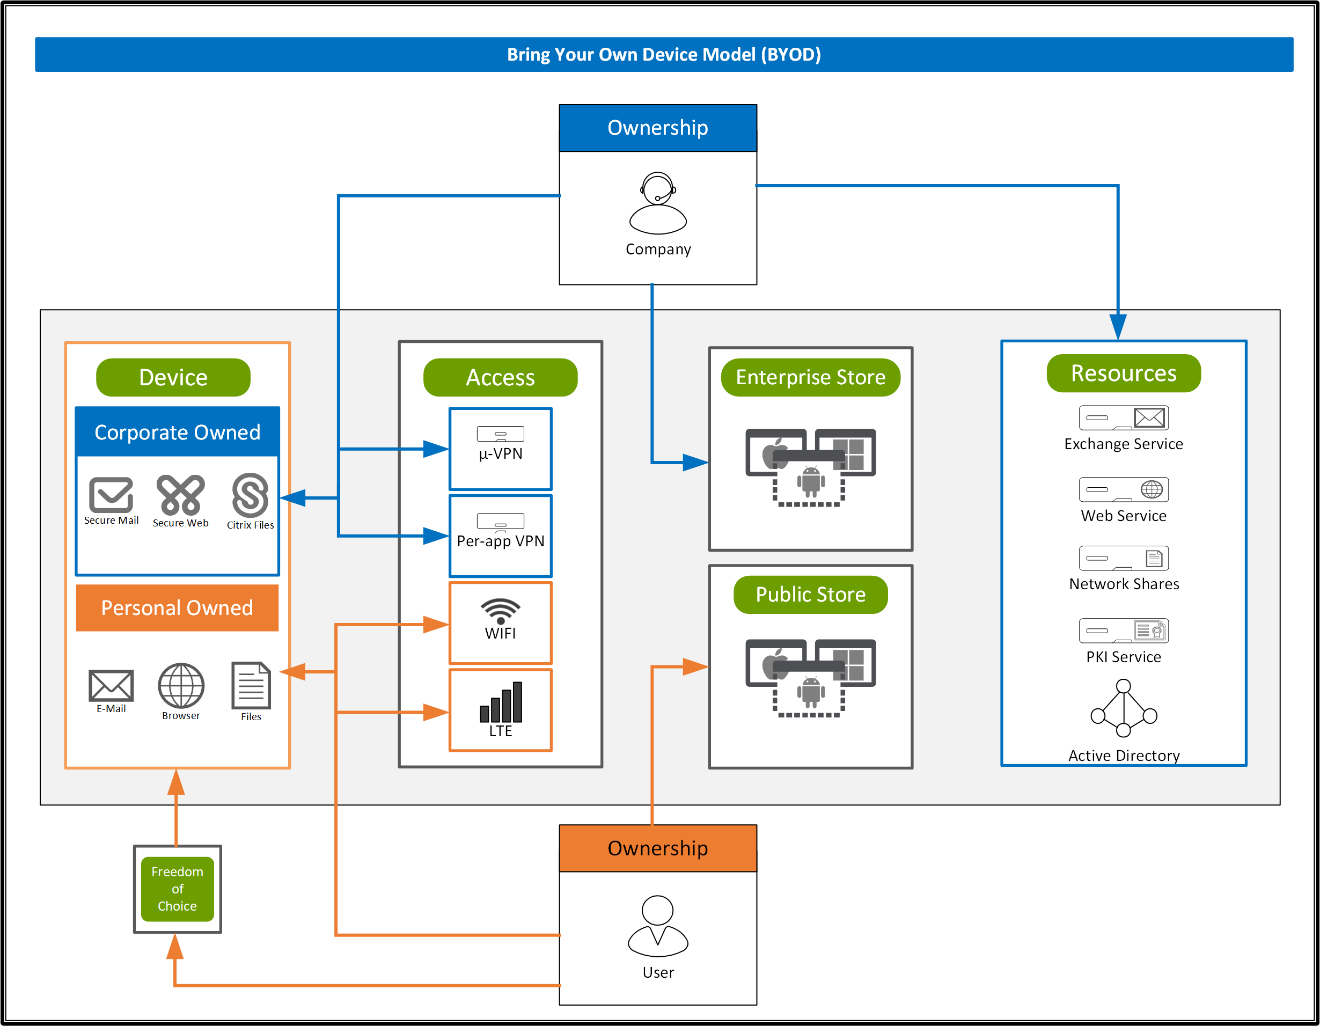 Bring Your Own Device Model (BYOD)
Ownership
Company
Device
Corporate Owned
Secure Mail
Secure Web
Citrix Files
Personal Owned
E-Mail
Browser
Files
Access
µ-VPN
Per-app VPN
WIFI
LTE
Enterprise Store
Public Store
Resources
Exchange Service
Web Service
Network Shares
PKI Service
Active Directory
Freedom
of
Choice
Ownership
User